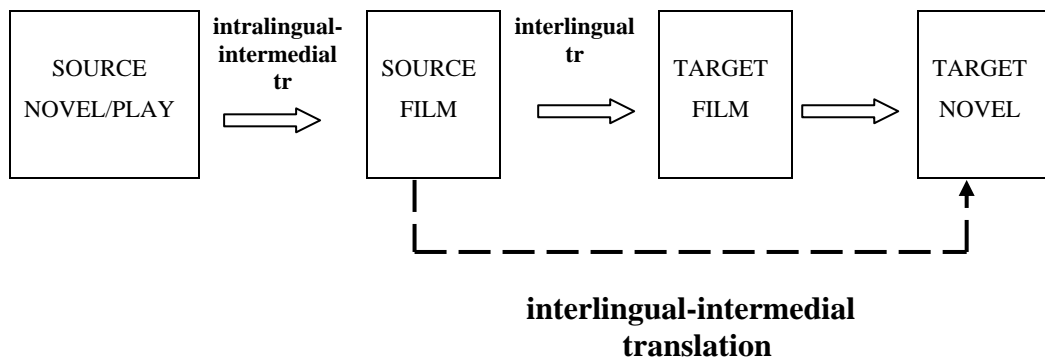 SOURCE
NOVEL/PLAY
intralingual-
intermedial
tr
SOURCE
FILM
interlingual
tr
TARGET
FILM
TARGET
NOVEL
interlingual-intermedial
translation